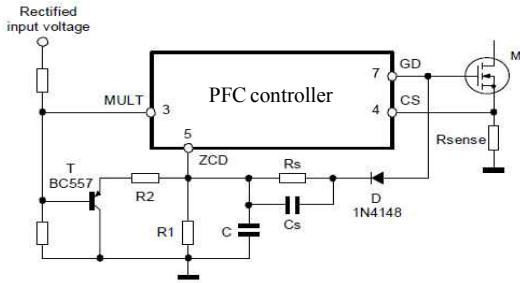 Rectified
input voltage
MULT
3
PFC controller
7
GD
M
4
CS
5
ZCD
Rsense
T
BC557
R2
Rs
D
1N4148
R1
C
Cs